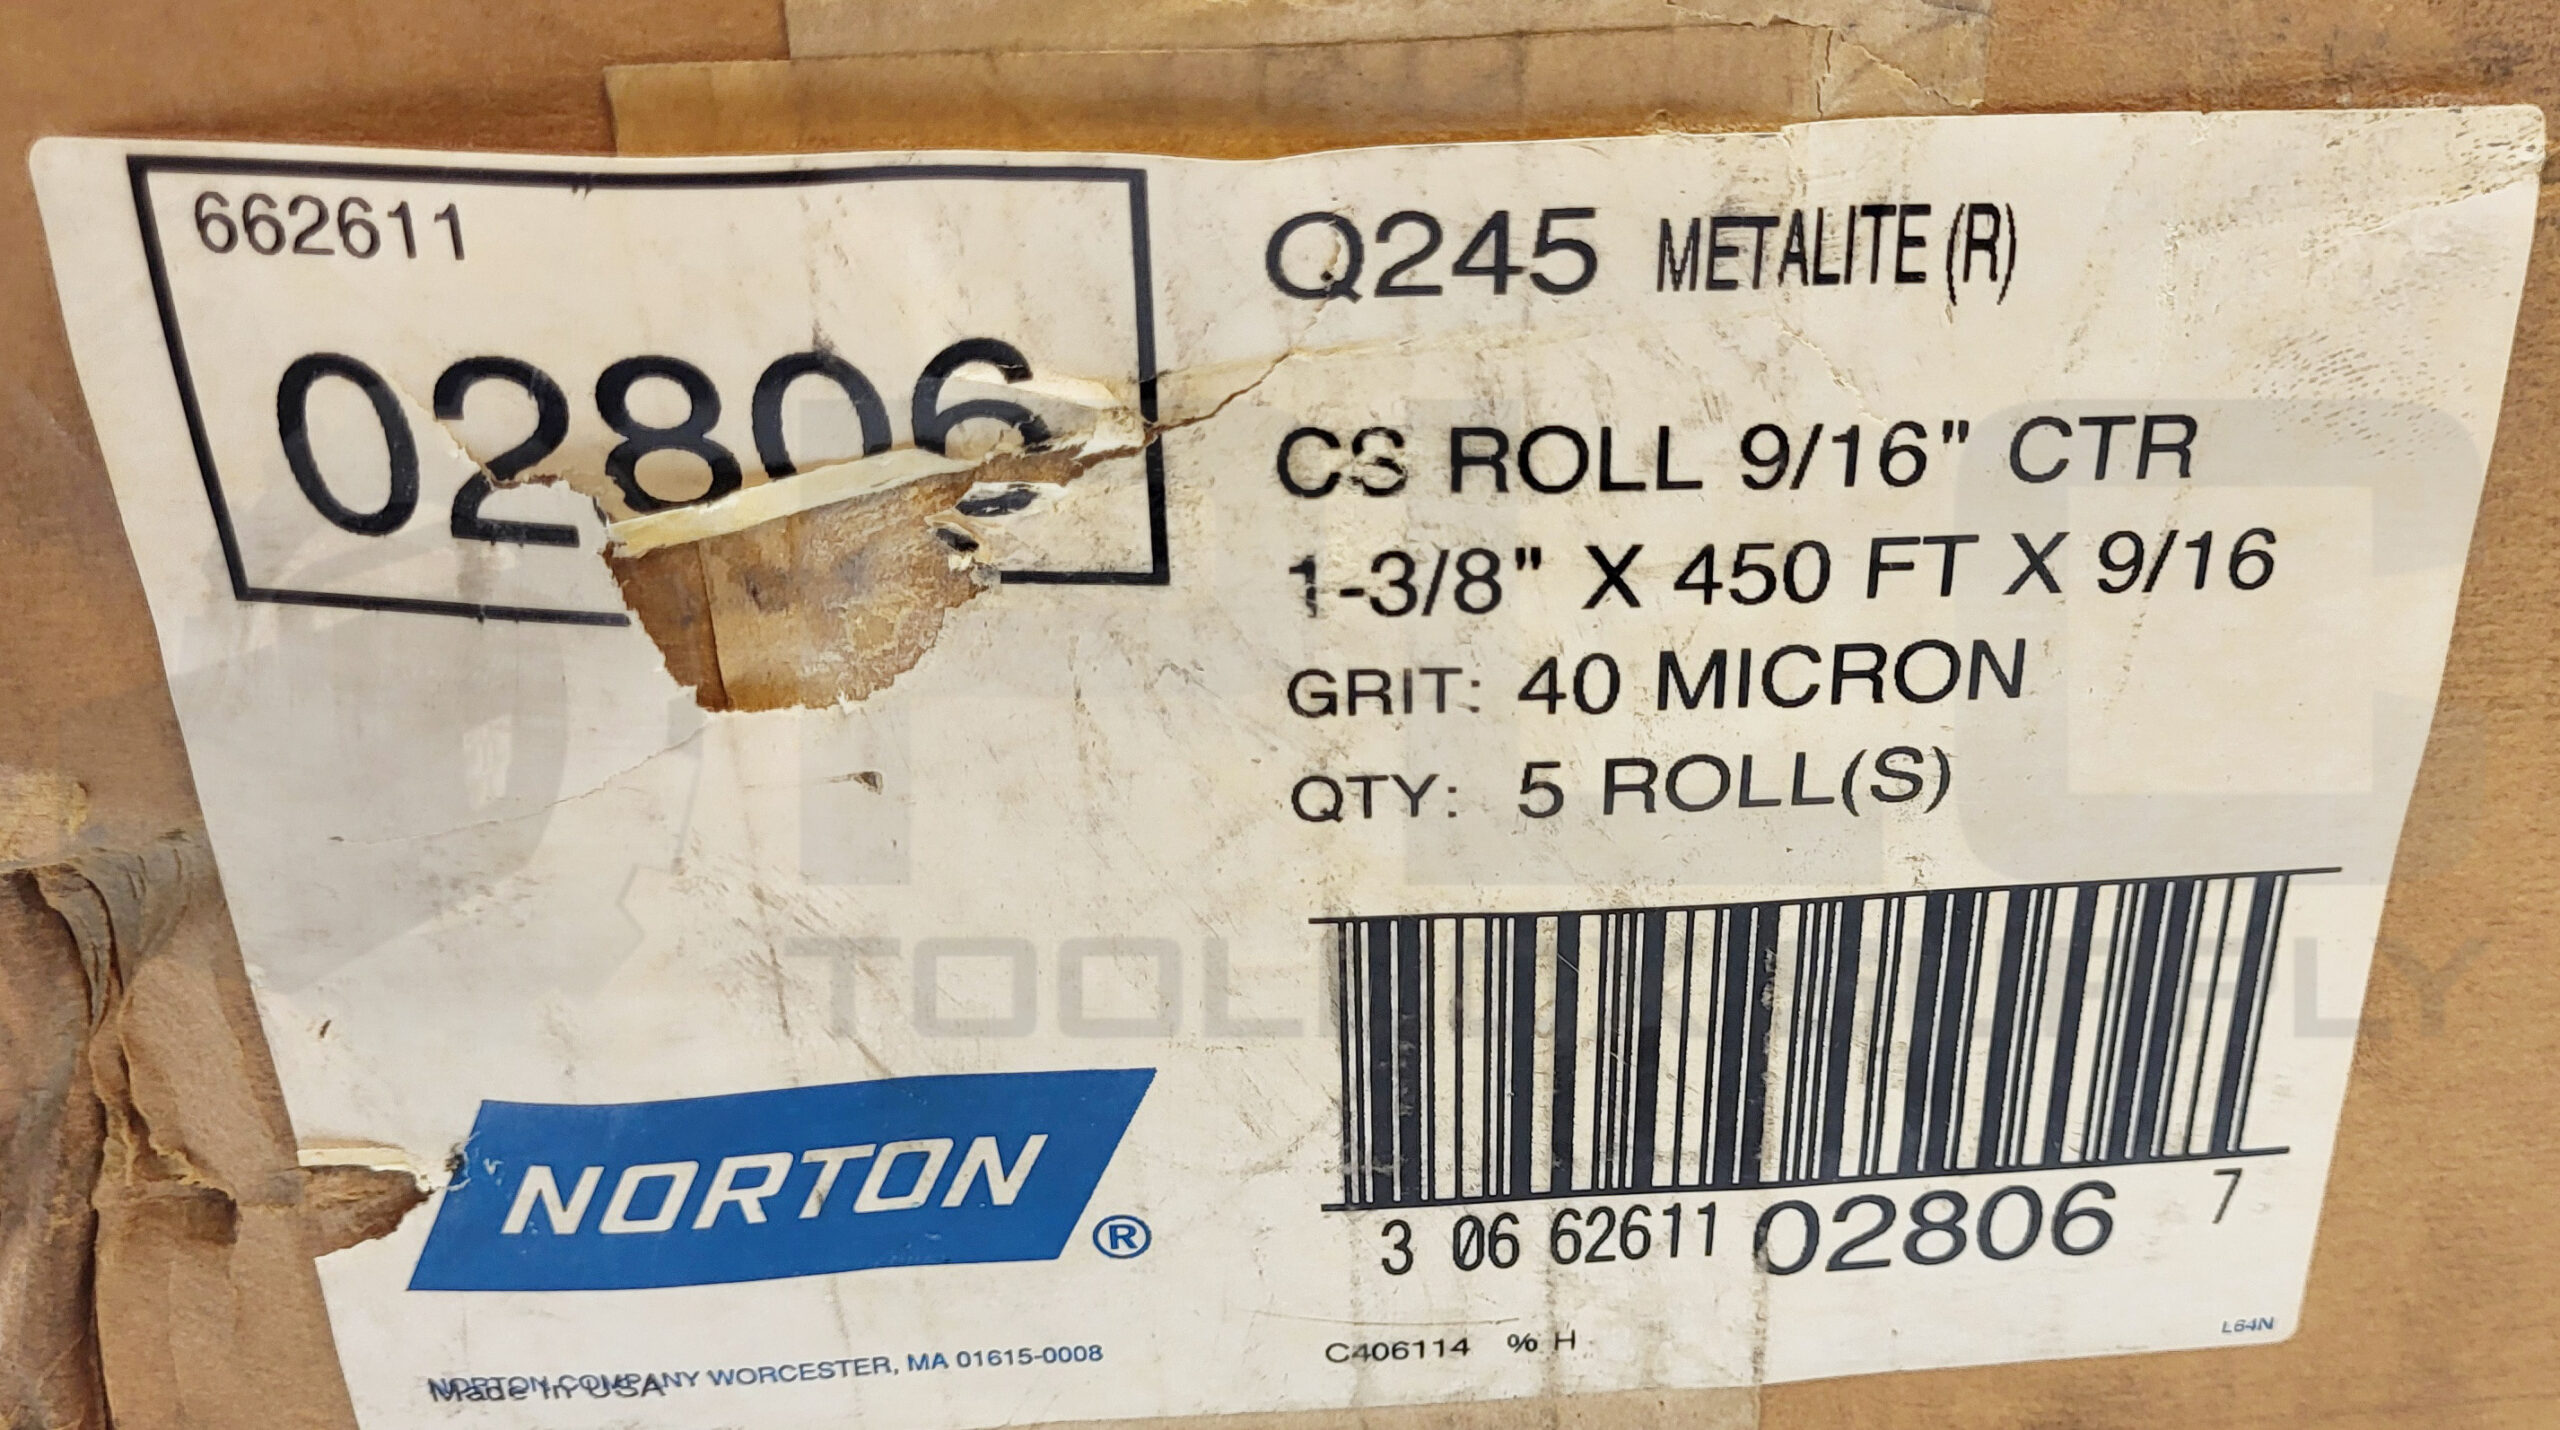 662611
02806
Q245 METALITE (R)
CS ROLL 9/16" CTR
1-3/8" X 450 FT X 9/16
GRIT: 40 MICRON
QTY: 5 ROLL(S)
3 06 62611 02806 7
NORTON®
NORTON COMPANY WORCESTER, MA 01615-0008
Made In USA
C406114 % H
L64N
TOOL SUPPLY